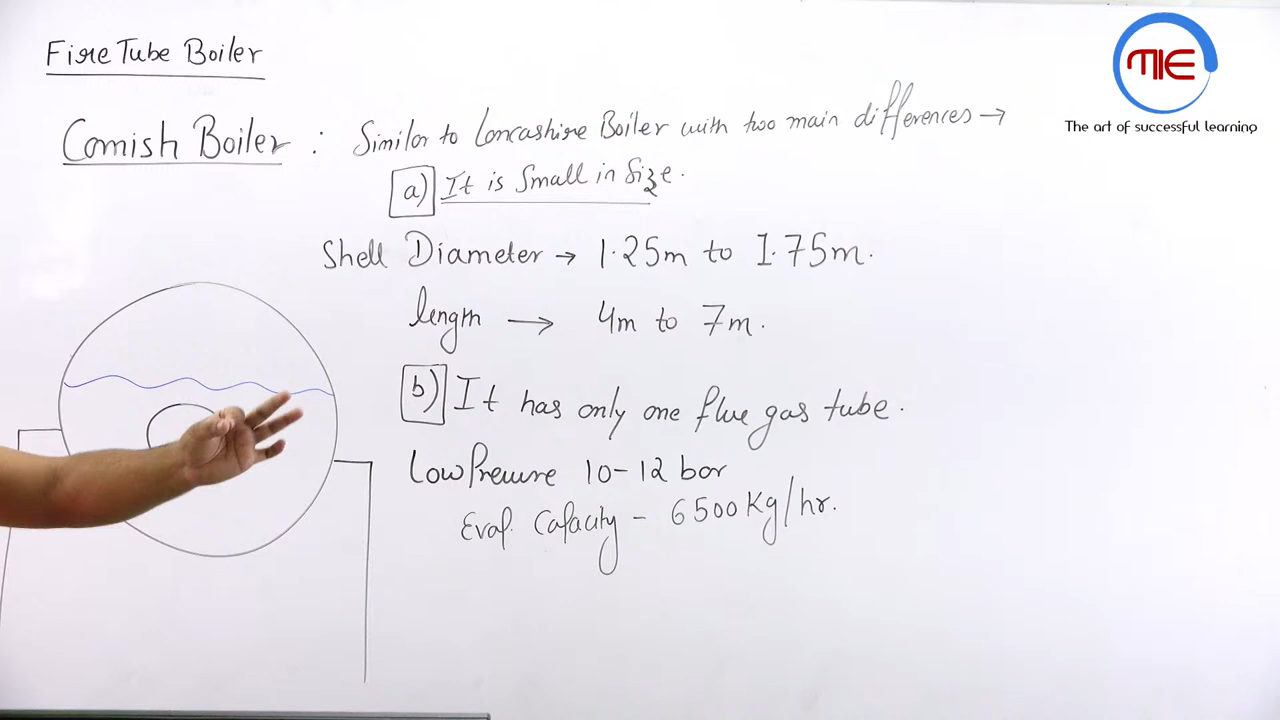 Fire Tube Boiler
TIE
The art of successful learning
Cornish Boiler : Similar to Lancashire Boiler with two main differences →
a) It is small in size.
Shell Diameter → 1.25m to 1.75m.
length → 4m to 7m.
b) It has only one flue gas tube.
Low Pressure 10-12 bar
Evap. Capacity - 6500 Kg/hr.